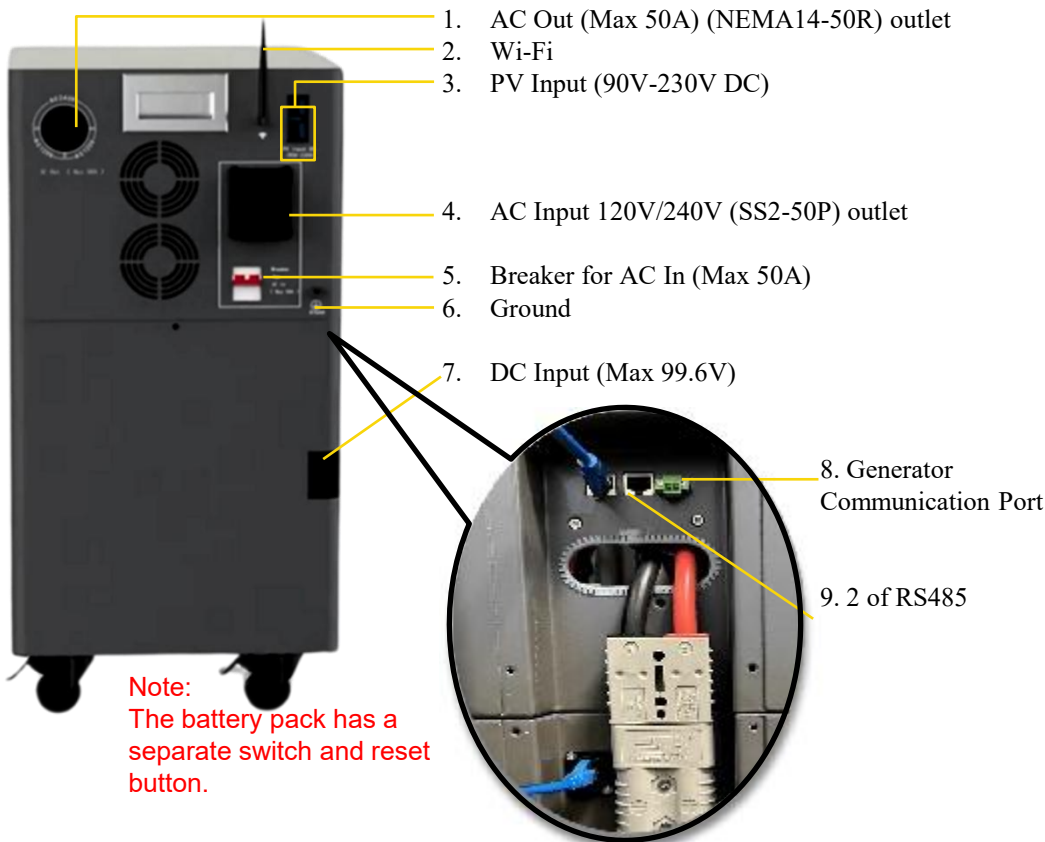 1. AC Out (Max 50A) (NEMA14-50R) outlet
2. Wi-Fi
3. PV Input (90V-230V DC)
4. AC Input 120V/240V (SS2-50P) outlet
5. Breaker for AC In (Max 50A)
6. Ground
7. DC Input (Max 99.6V)
8. Generator
Communication Port
9. 2 of RS485
Note:
The battery pack has a
separate switch and reset
button.